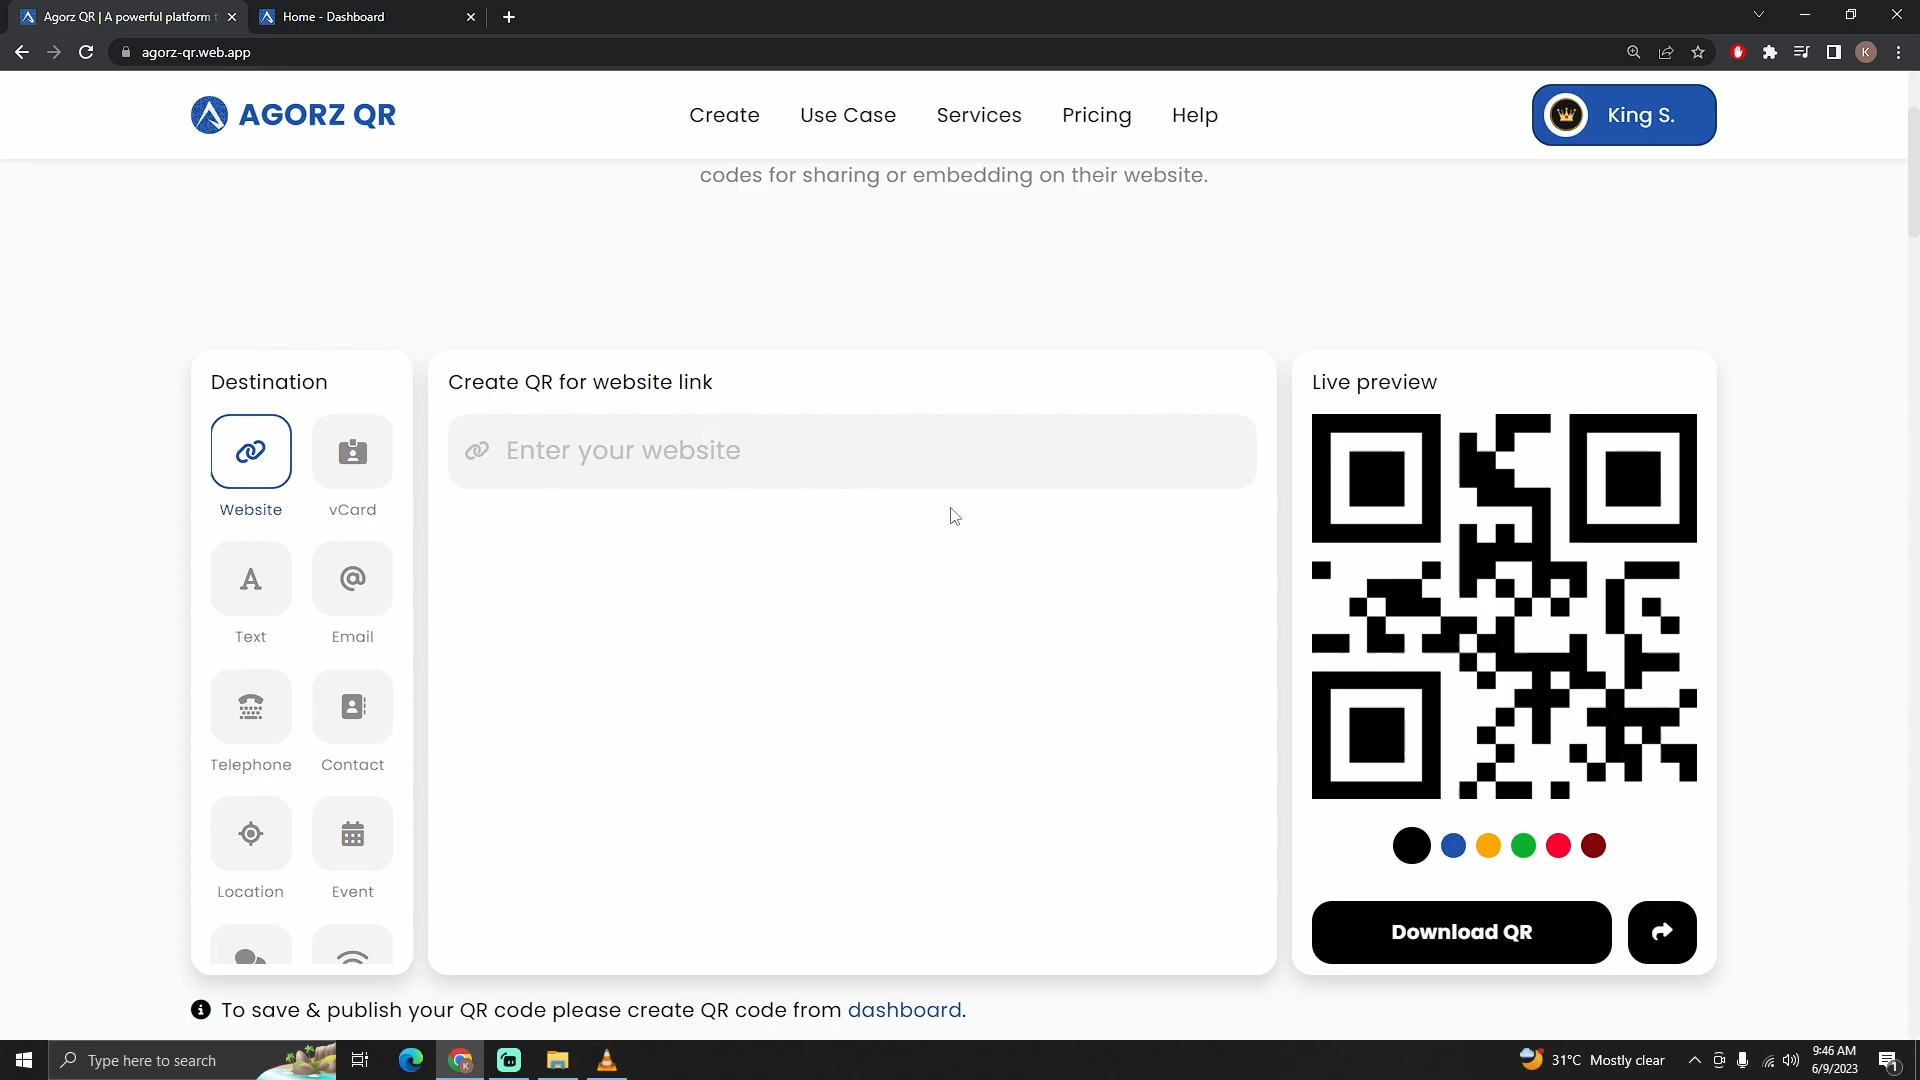 Agorz QR | A powerful platform t
Home - Dashboard
agorz-qr.web.app
K
AGORZ QR
Create
Use Case
Services
Pricing
Help
King S.
codes for sharing or embedding on their website.
Destination
Website
vCard
Text
Email
Telephone
Contact
Location
Event
Create QR for website link
Enter your website
Live preview
Download QR
To save & publish your QR code please create QR code from dashboard.
Type here to search
31°C Mostly clear
9:46 AM
6/9/2023
1